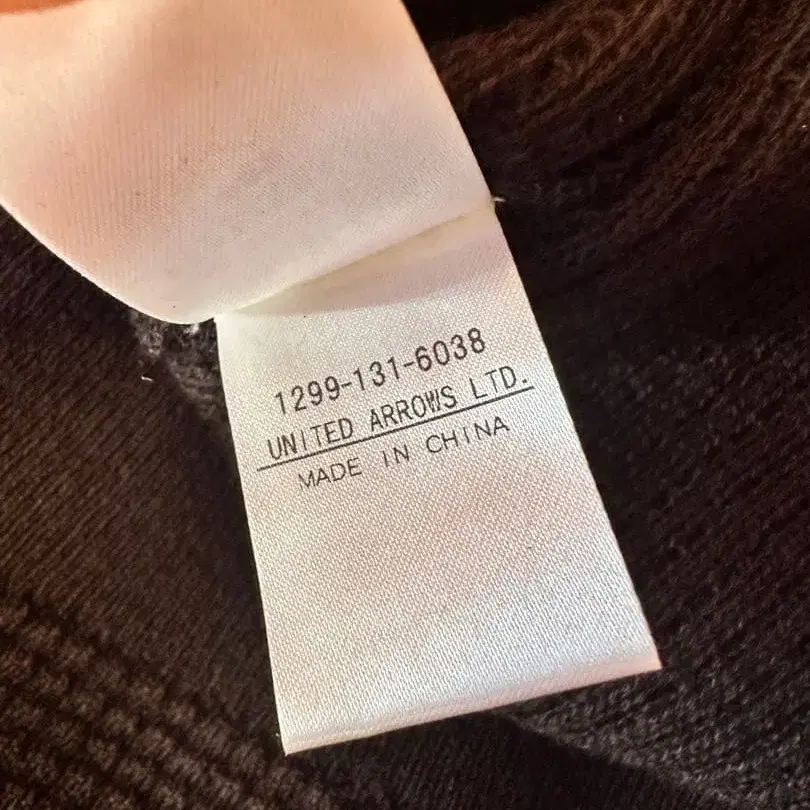 1299-131-6038
UNITED ARROWS LTD.
MADE IN CHINA